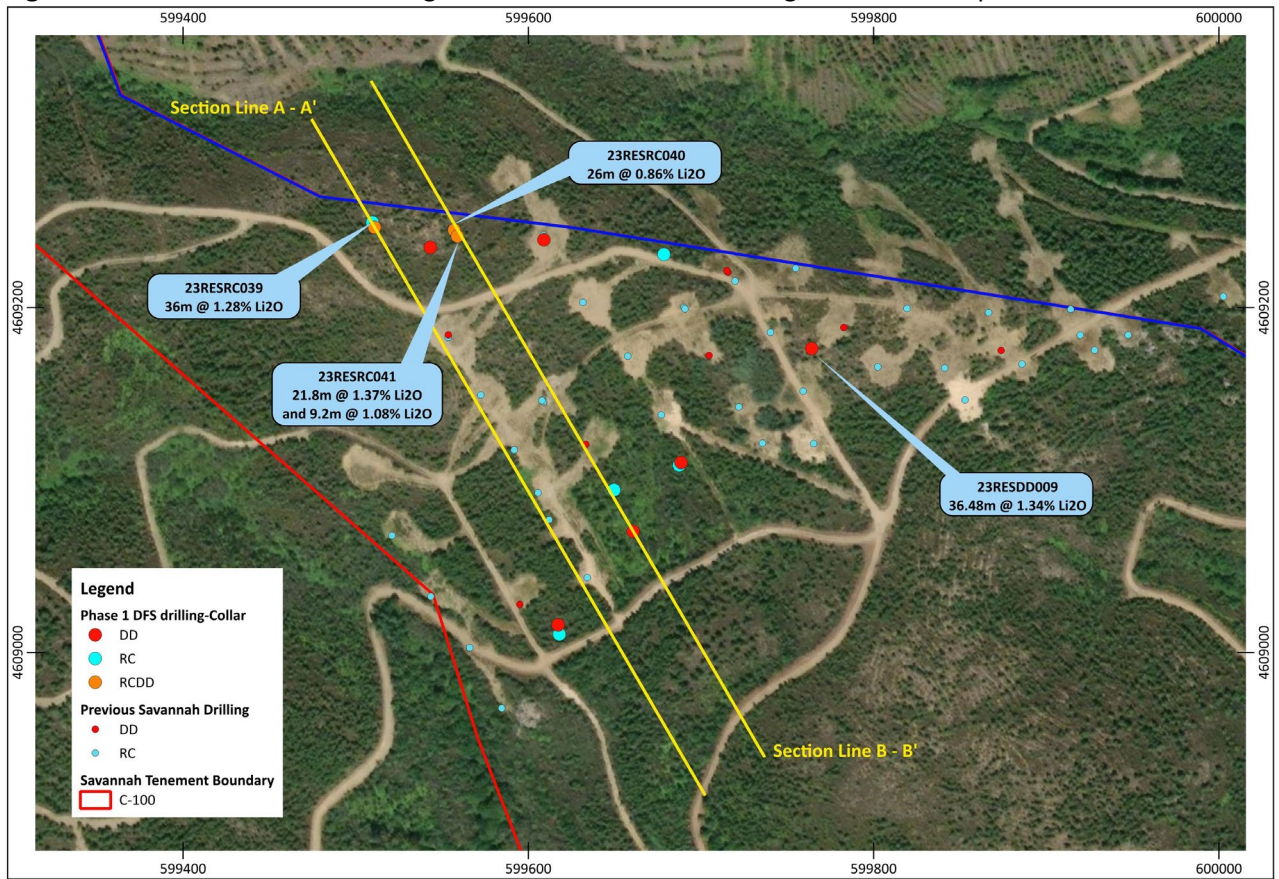 599400
599600
599800
600000
Section Line A - A'
23RESRC040
26m @ 0.86% Li2O
23RESRC039
36m @ 1.28% Li2O
4609200
4609200
23RESRC041
21.8m @ 1.37% Li2O
and 9.2m @ 1.08% Li2O
23RESDD009
36.48m @ 1.34% Li2O
Legend
Phase 1 DFS drilling-Collar
DD
RC
RCDD
Previous Savannah Drilling
DD
RC
Savannah Tenement Boundary
C-100
4609000
4609000
Section Line B - B'
599400
599600
599800
600000